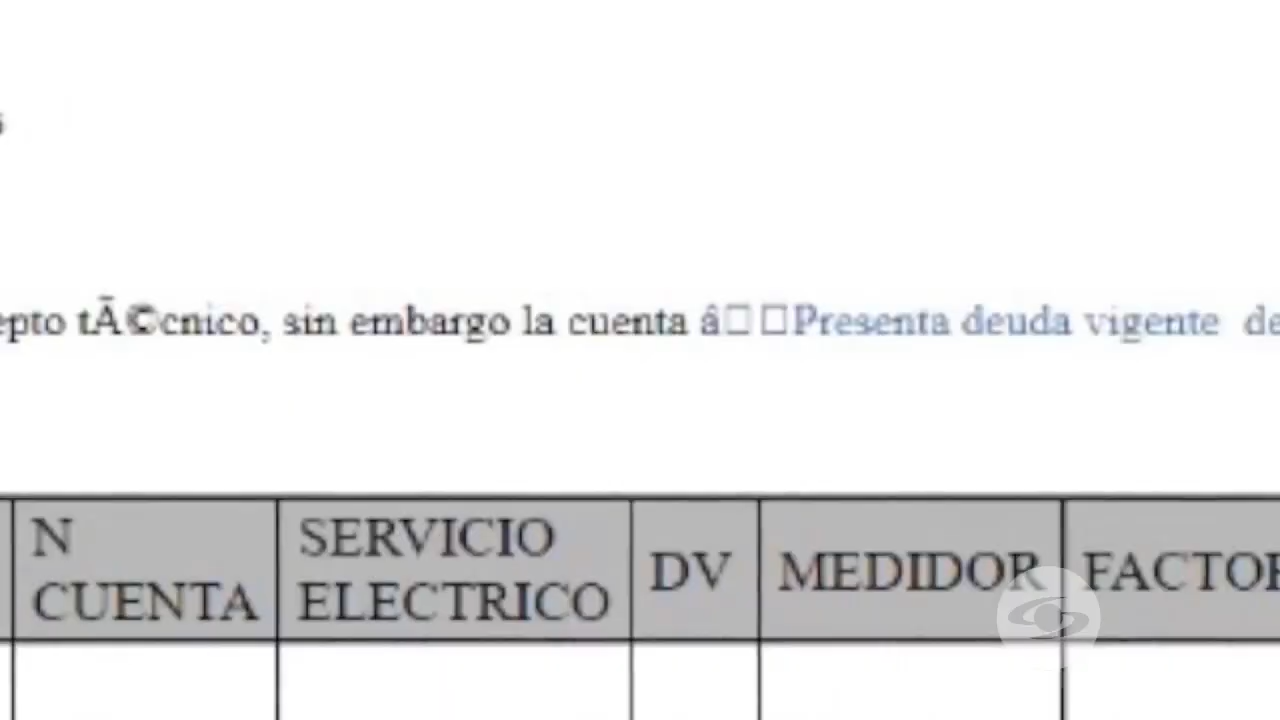 epto tÃ©cnico, sin embargo la cuenta â□□Presenta deuda vigente de
N
CUENTA
SERVICIO
ELECTRICO
DV
MEDIDOR
FACTOR